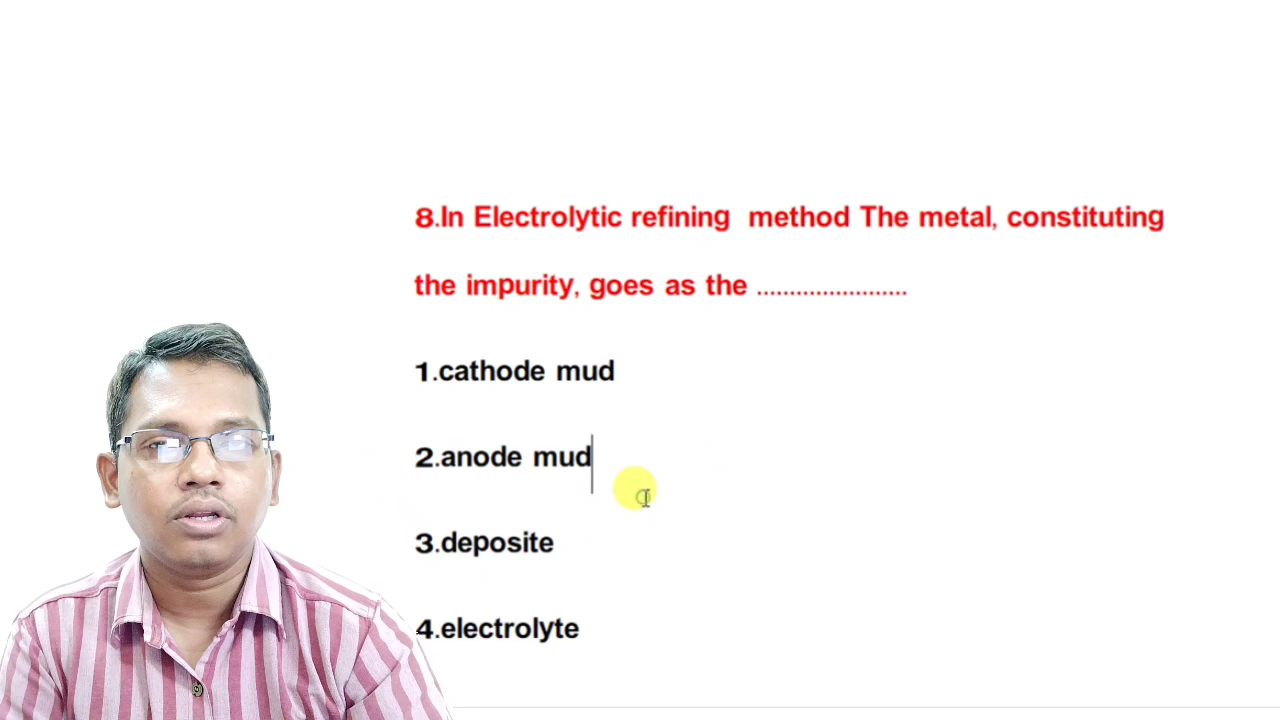 8.In Electrolytic refining method The metal, constituting
the impurity, goes as the .......................
1.cathode mud
2.anode mud
3.deposite
4.electrolyte